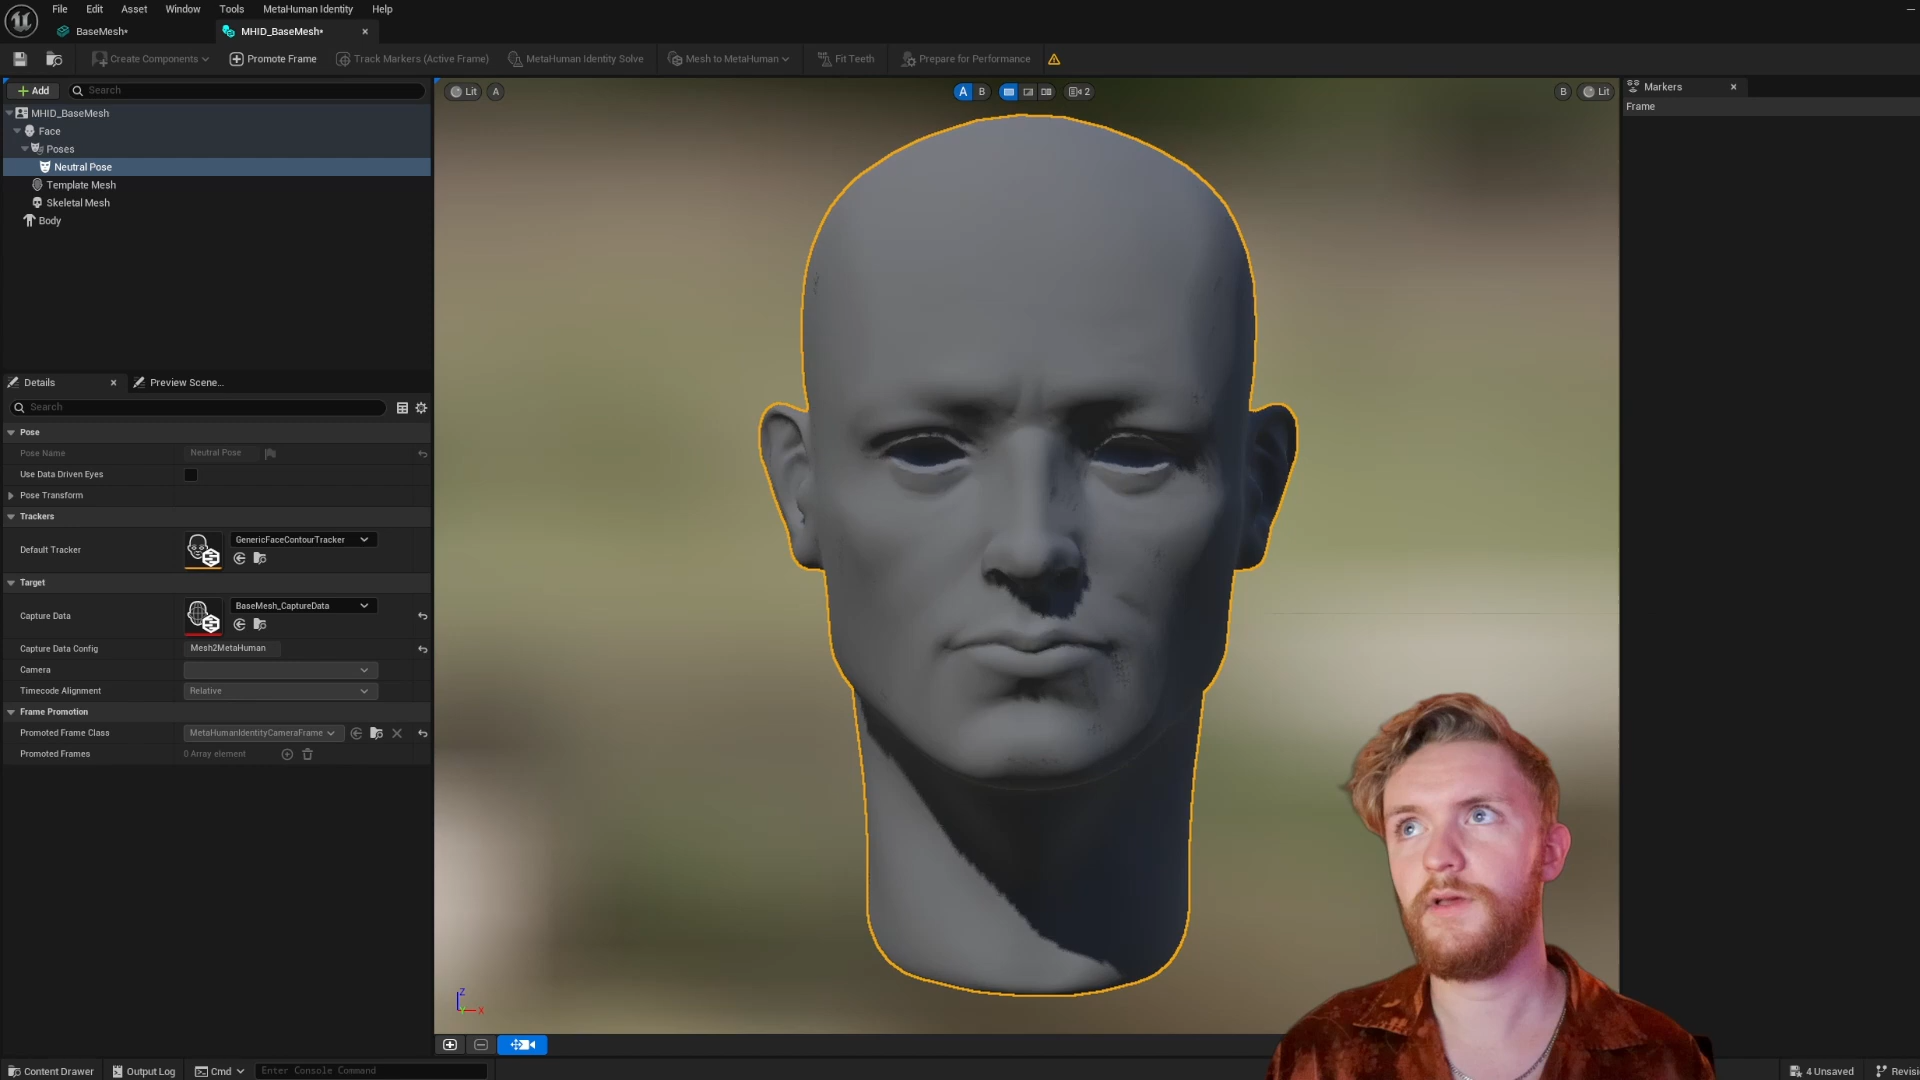 File Edit Asset Window Tools MetaHuman Identity Help
BaseMesh* MHID_BaseMesh*
Create Components Promote Frame Track Markers (Active Frame) MetaHuman Identity Solve Mesh to MetaHuman Fit Teeth Prepare for Performance
Add Search
Lit A A B 2 B Lit
Markers
Frame
MHID_BaseMesh
Face
Poses
Neutral Pose
Template Mesh
Skeletal Mesh
Body
Details Preview Scene...
Search
Pose
Pose Name Neutral Pose
Use Data Driven Eyes
Pose Transform
Trackers
Default Tracker GenericFaceContourTracker
Target
Capture Data BaseMesh_CaptureData
Capture Data Config Mesh2MetaHuman
Camera
Timecode Alignment Relative
Frame Promotion
Promoted Frame Class MetaHumanIdentityCameraFrame
Promoted Frames 0 Array element
Z
X
Content Drawer Output Log Cmd Enter Console Command 4 Unsaved Revisi